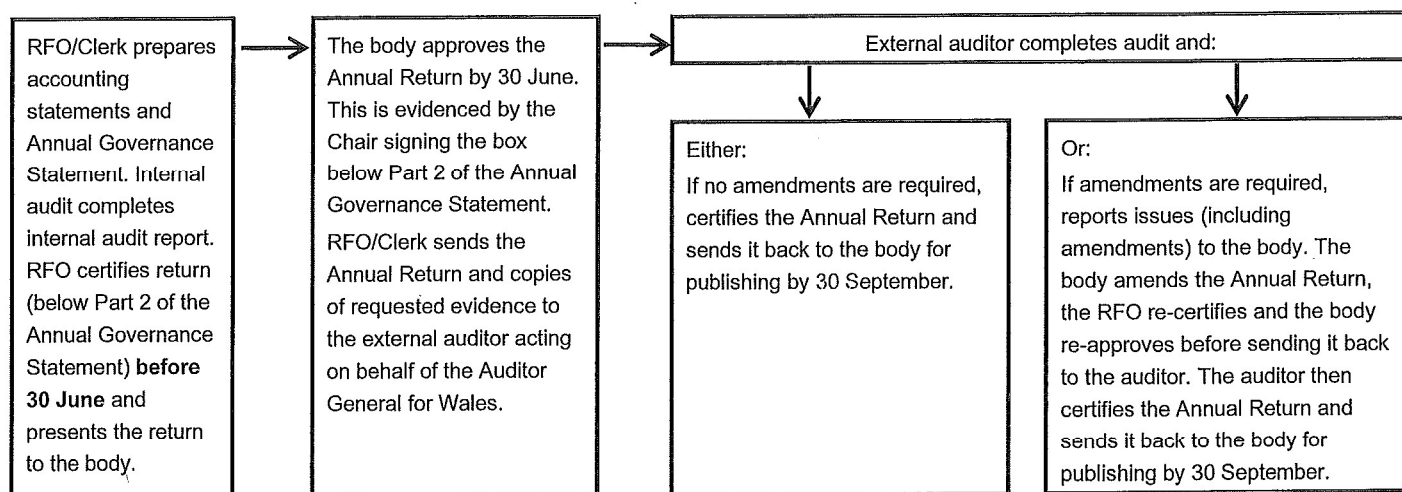 RFO/Clerk prepares
accounting
statements and
Annual Governance
Statement. Internal
audit completes
internal audit report.
RFO certifies return
(below Part 2 of the
Annual Governance
Statement) before
30 June and
presents the return
to the body.
The body approves the
Annual Return by 30 June.
This is evidenced by the
Chair signing the box
below Part 2 of the Annual
Governance Statement.
RFO/Clerk sends the
Annual Return and copies
of requested evidence to
the external auditor acting
on behalf of the Auditor
General for Wales.
External auditor completes audit and:
Either:
If no amendments are required,
certifies the Annual Return and
sends it back to the body for
publishing by 30 September.
Or:
If amendments are required,
reports issues (including
amendments) to the body. The
body amends the Annual Return,
the RFO re-certifies and the body
re-approves before sending it back
to the auditor. The auditor then
certifies the Annual Return and
sends it back to the body for
publishing by 30 September.